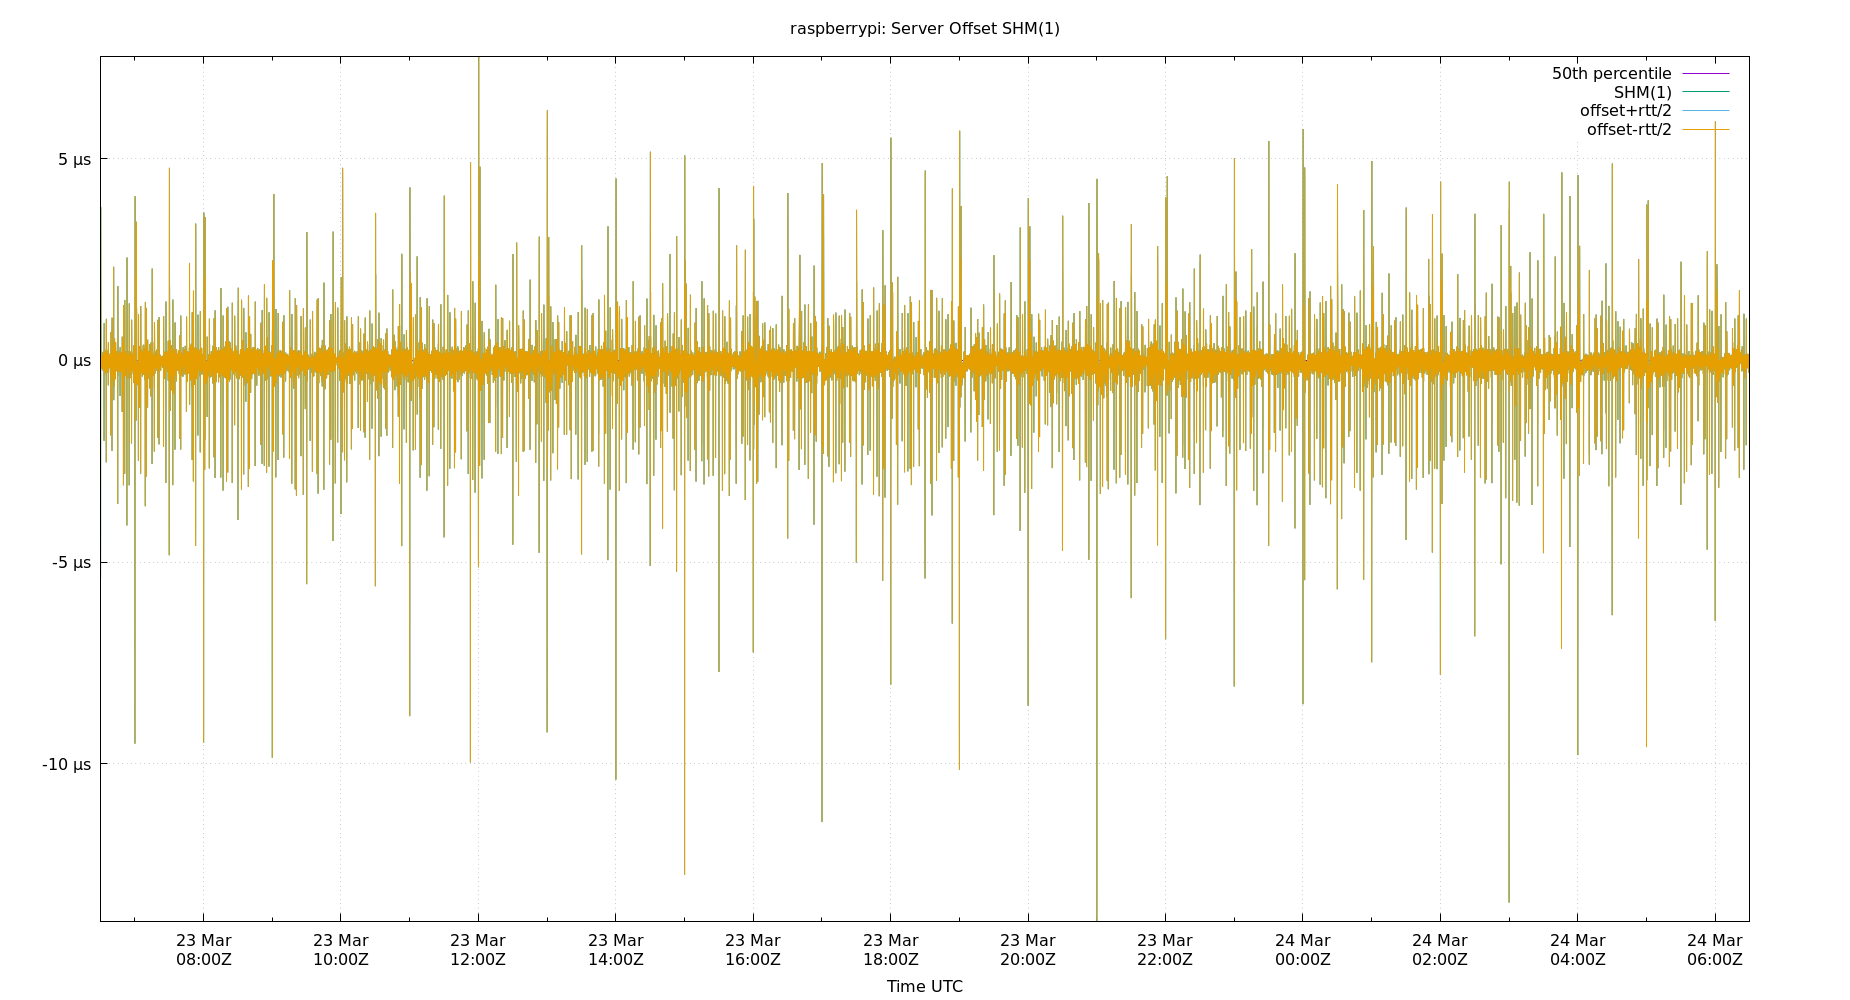 raspberrypi: Server Offset SHM(1)
50th percentile
SHM(1)
offset+rtt/2
offset-rtt/2
5 µs
0 µs
-5 µs
-10 µs
23 Mar 23 Mar 23 Mar 23 Mar 23 Mar 23 Mar 23 Mar 23 Mar 24 Mar 24 Mar 24 Mar 24 Mar
08:00Z 10:00Z 12:00Z 14:00Z 16:00Z 18:00Z 20:00Z 22:00Z 00:00Z 02:00Z 04:00Z 06:00Z
Time UTC